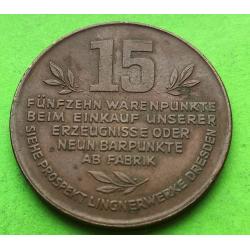 15
FÜNFZEHN WARENPUNKTE
BEIM EINKAUF UNSERER
ERZEUGNISSE ODER
NEUN BARPUNKTE
AB FABRIK
SIEHE PROSPEKT LINGNERWERKE DRESDEN